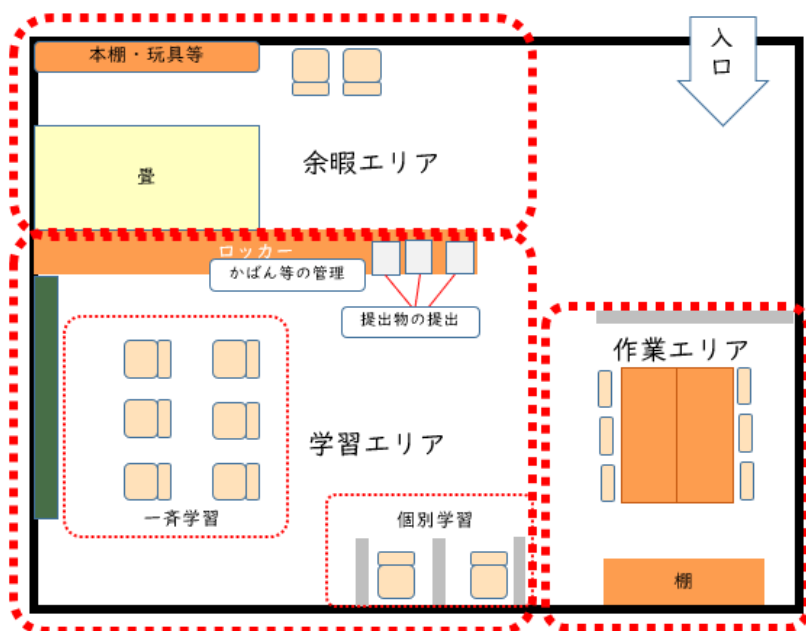 本棚・玩具等
入
口
余暇エリア
畳
ロッカー
かばん等の管理
提出物の提出
作業エリア
学習エリア
一斉学習
個別学習
棚